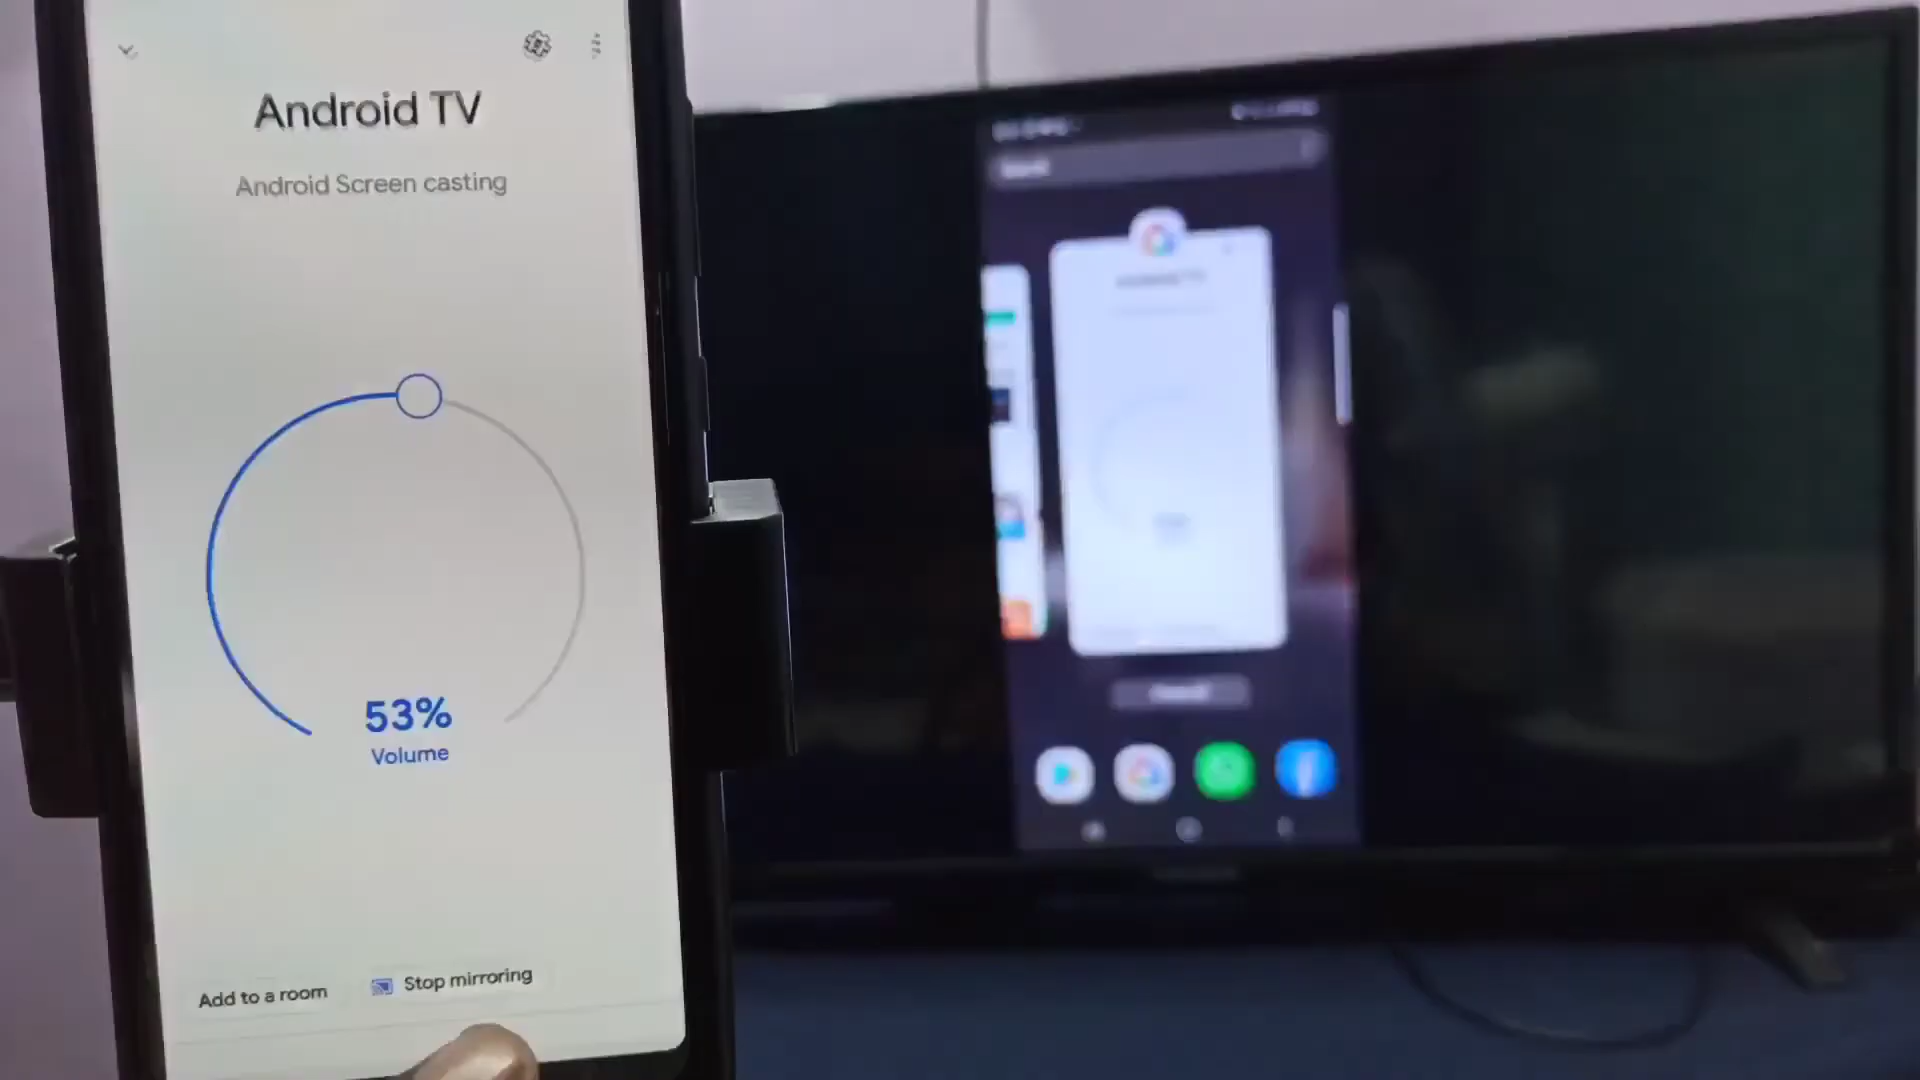 Android TV
Android Screen casting
53%
Volume
Add to a room
Stop mirroring